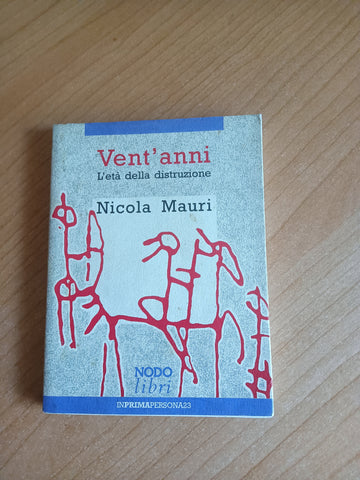 Vent'anni
L'età della distruzione
Nicola Mauri
NODO
libri
INPRIMAPERSONA23